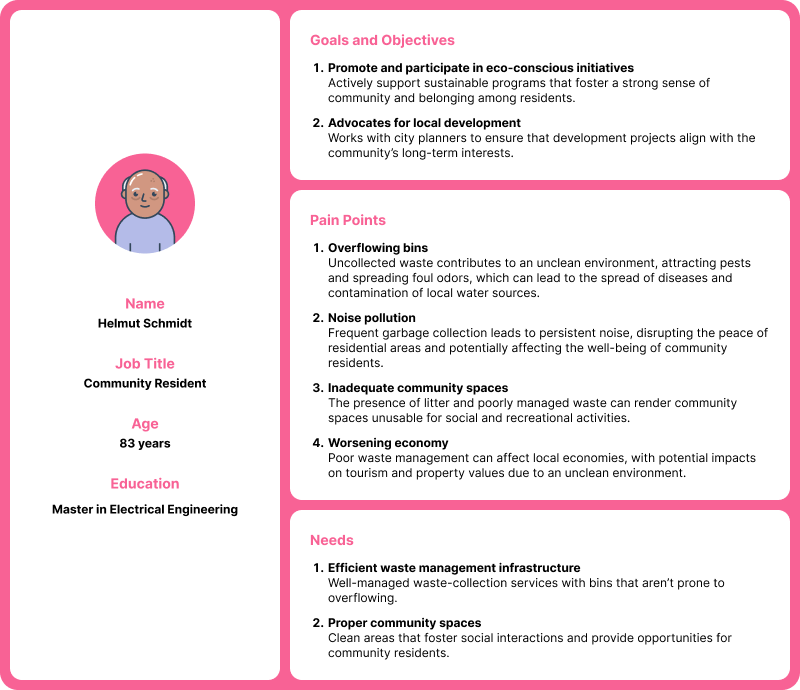 Name
Helmut Schmidt
Job Title
Community Resident
Age
83 years
Education
Master in Electrical Engineering
Goals and Objectives
1. Promote and participate in eco-conscious initiatives
Actively support sustainable programs that foster a strong sense of
community and belonging among residents.
2. Advocates for local development
Works with city planners to ensure that development projects align with the
community’s long-term interests.
Pain Points
1. Overflowing bins
Uncollected waste contributes to an unclean environment, attracting pests
and spreading foul odors, which can lead to the spread of diseases and
contamination of local water sources.
2. Noise pollution
Frequent garbage collection leads to persistent noise, disrupting the peace of
residential areas and potentially affecting the well-being of community
residents.
3. Inadequate community spaces
The presence of litter and poorly managed waste can render community
spaces unusable for social and recreational activities.
4. Worsening economy
Poor waste management can affect local economies, with potential impacts
on tourism and property values due to an unclean environment.
Needs
1. Efficient waste management infrastructure
Well-managed waste-collection services with bins that aren’t prone to
overflowing.
2. Proper community spaces
Clean areas that foster social interactions and provide opportunities for
community residents.